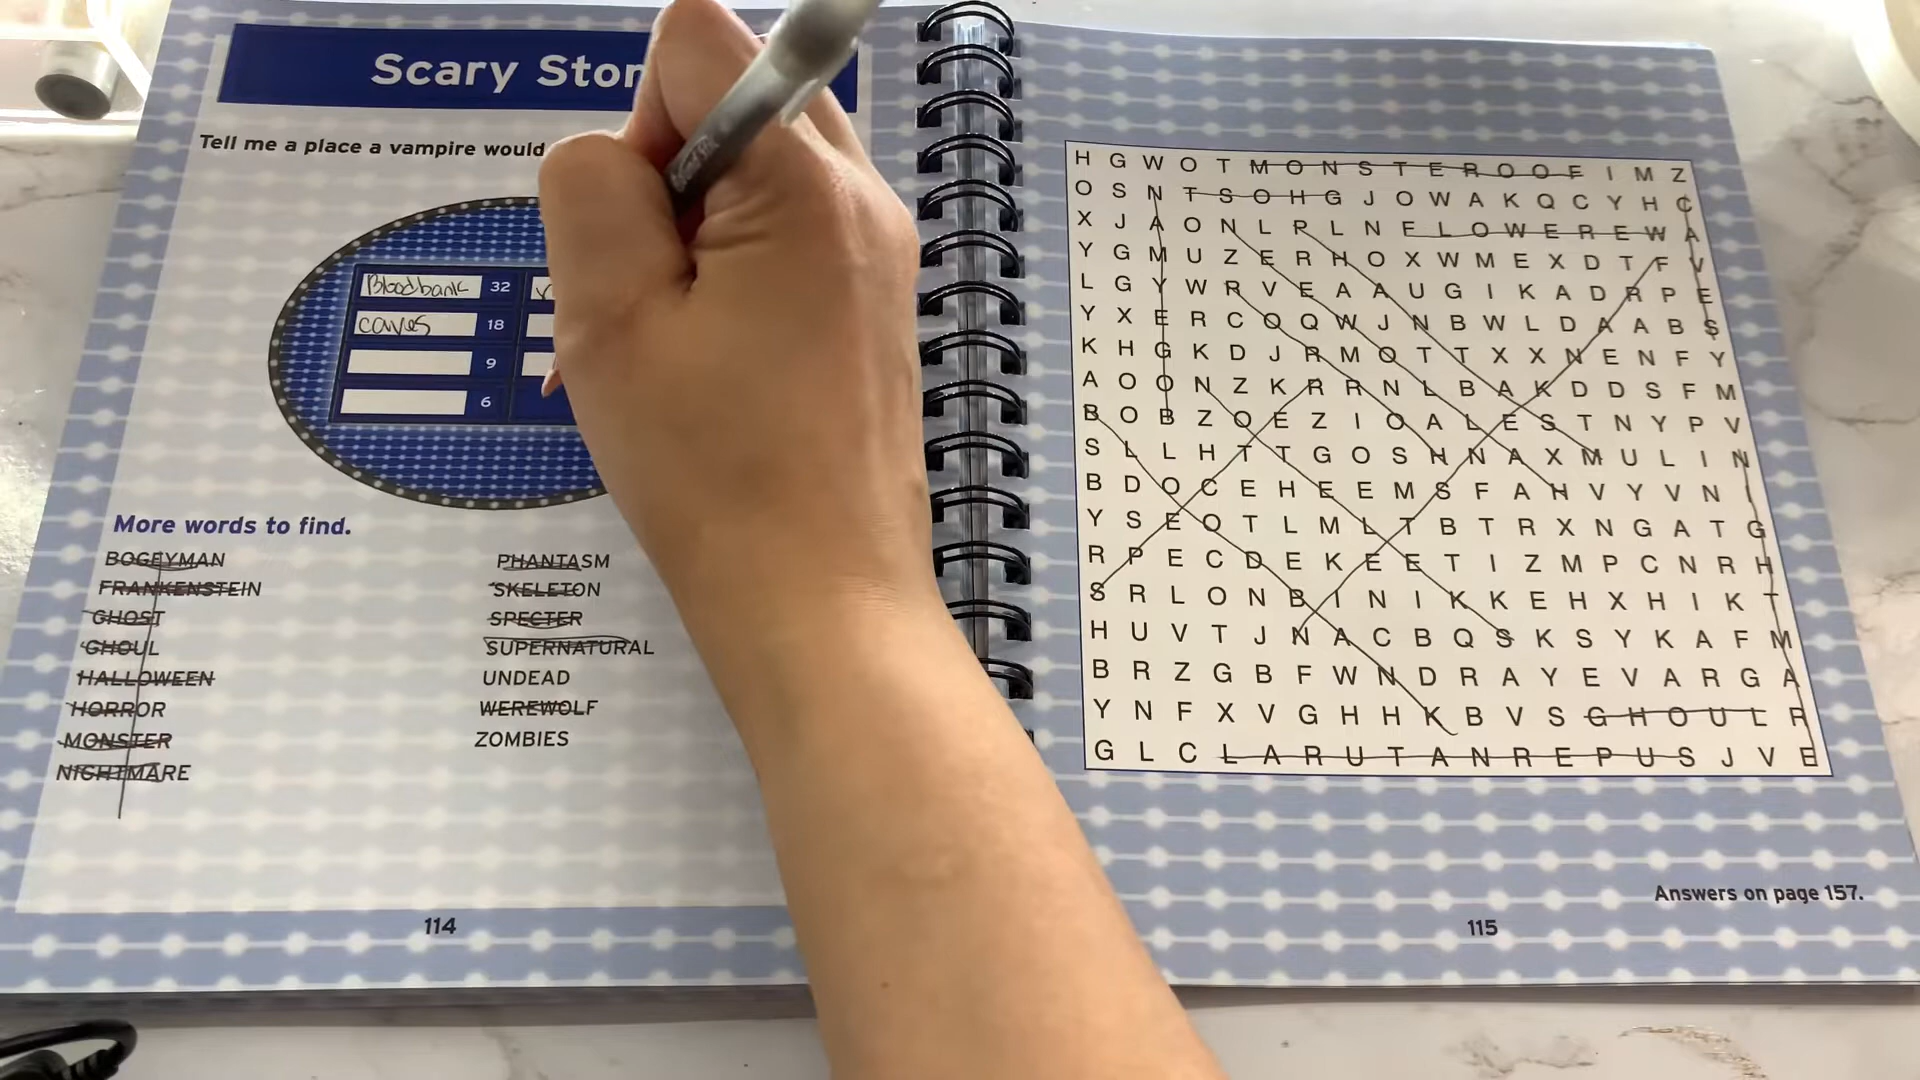 Scary
Tell me a place a vampire would
Bloodbank 32
caves 18
9
6
More words to find.
BOGEYMAN
FRANKENSTEIN
GHOST
GHOUL
HALLOWEEN
HORROR
MONSTER
NIGHTMARE
PHANTASM
SKELETON
SPECTER
SUPERNATURAL
UNDEAD
WEREWOLF
ZOMBIES
114
H G W O T M O N S T E R O O F I M Z
O S N T S O H G J O W A K Q C Y H C
X J A O N L P L N F L O W E R E W A
Y G M U Z E R H O X W M E X D T F V
L G Y W R V E A A U G I K A D R P E
Y X E R C O Q W J N B W L D A A B S
K H G K D J R M O T T X X N E N F Y
A O O N Z K R R N L B A K D D S F M
B O B Z O E Z I O A L E S T N Y P V
S L L H T T G O S H N A X M U L I N
B D O C E H E E M S F A H V Y V N I
Y S E O T L M L T B T R X N G A T G
R P E C D E K E E T I Z M P C N R H
S R L O N B I N I K K E H X H I K T
H U V T J N A C B Q S K S Y K A F M
B R Z G B F W N D R A Y E V A R G A
Y N F X V G H H K B V S G H O U L R
G L C L A R U T A N R E P U S J V E
Answers on page 157.
115